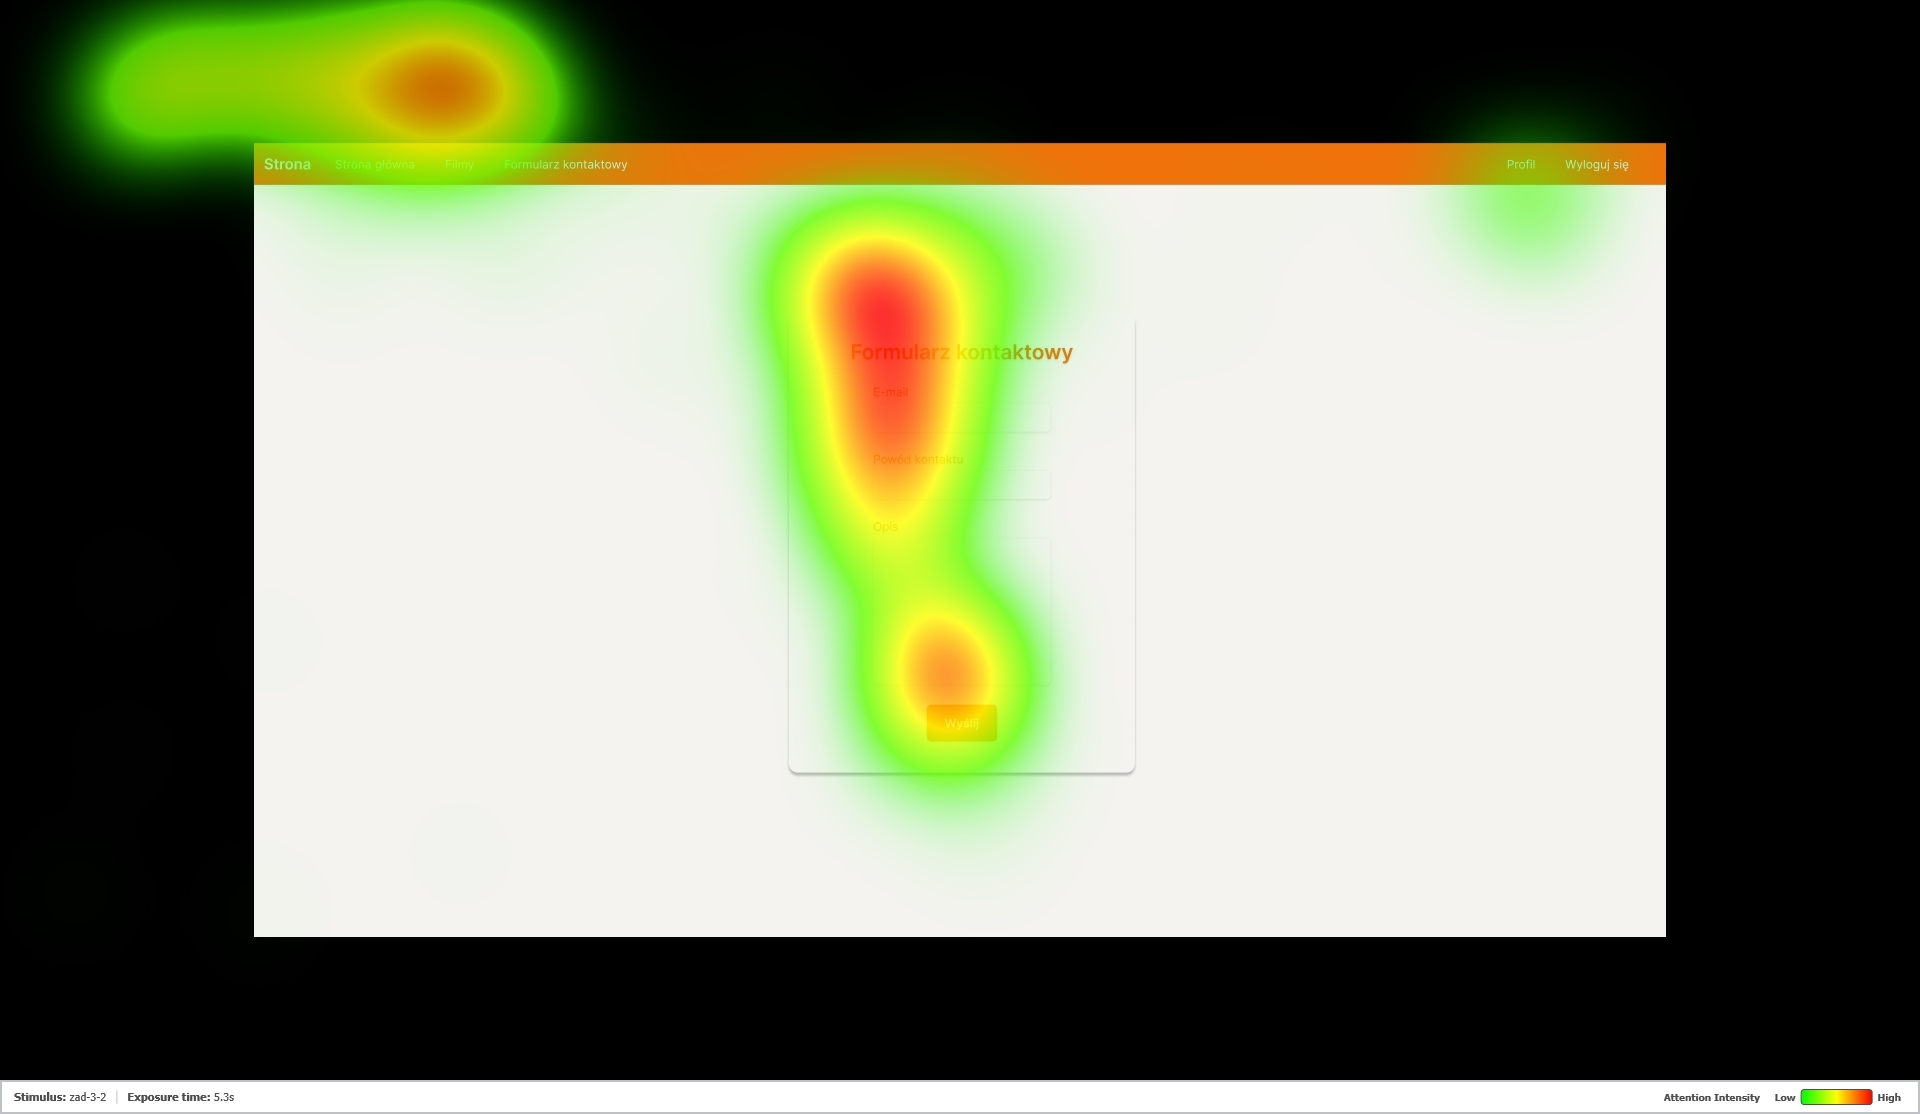 Strona Strona główna Filmy Formularz kontaktowy Profil Wyloguj się
Formularz kontaktowy
E-mail
Powód kontaktu
Opis
Wyślij
Stimulus: zad-3-2 | Exposure time: 5.3s Attention Intensity Low High